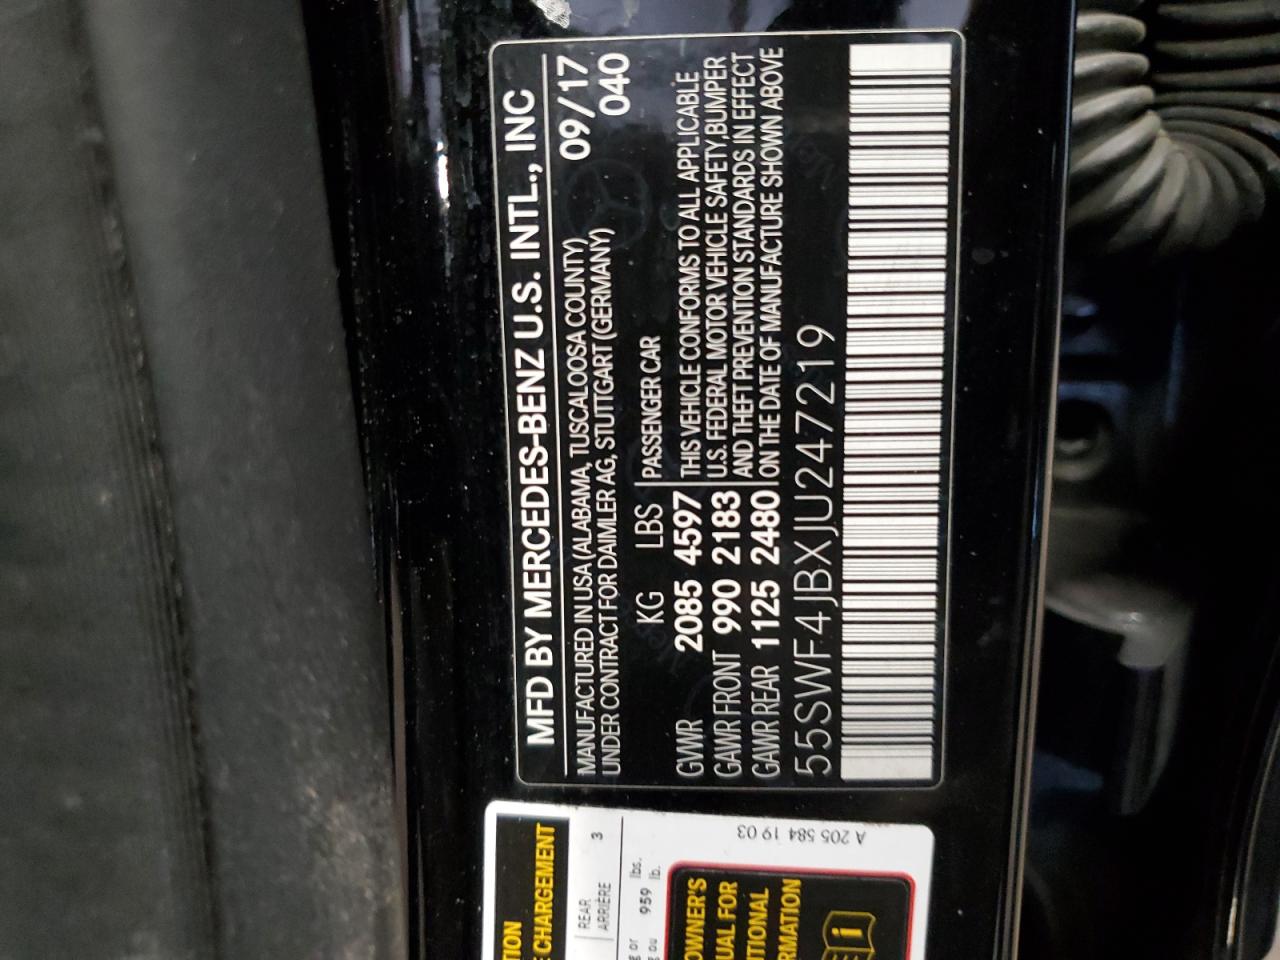 MFD BY MERCEDES-BENZ U.S. INTL., INC
MANUFACTURED IN USA (ALABAMA, TUSCALOOSA COUNTY) 09/17
UNDER CONTRACT FOR DAIMLER AG, STUTTGART (GERMANY) 040
KG LBS PASSENGER CAR
GVWR 2085 4597 THIS VEHICLE CONFORMS TO ALL APPLICABLE
GAWR FRONT 990 2183 U.S. FEDERAL MOTOR VEHICLE SAFETY,BUMPER
AND THEFT PREVENTION STANDARDS IN EFFECT
GAWR REAR 1125 2480 ON THE DATE OF MANUFACTURE SHOWN ABOVE
55SWF4JBXJU247219
CHARGEMENT
REAR
ARRIÈRE 3
or lbs.
ou 959 lb.
OWNER'S
FOR
A 205 584 19 03